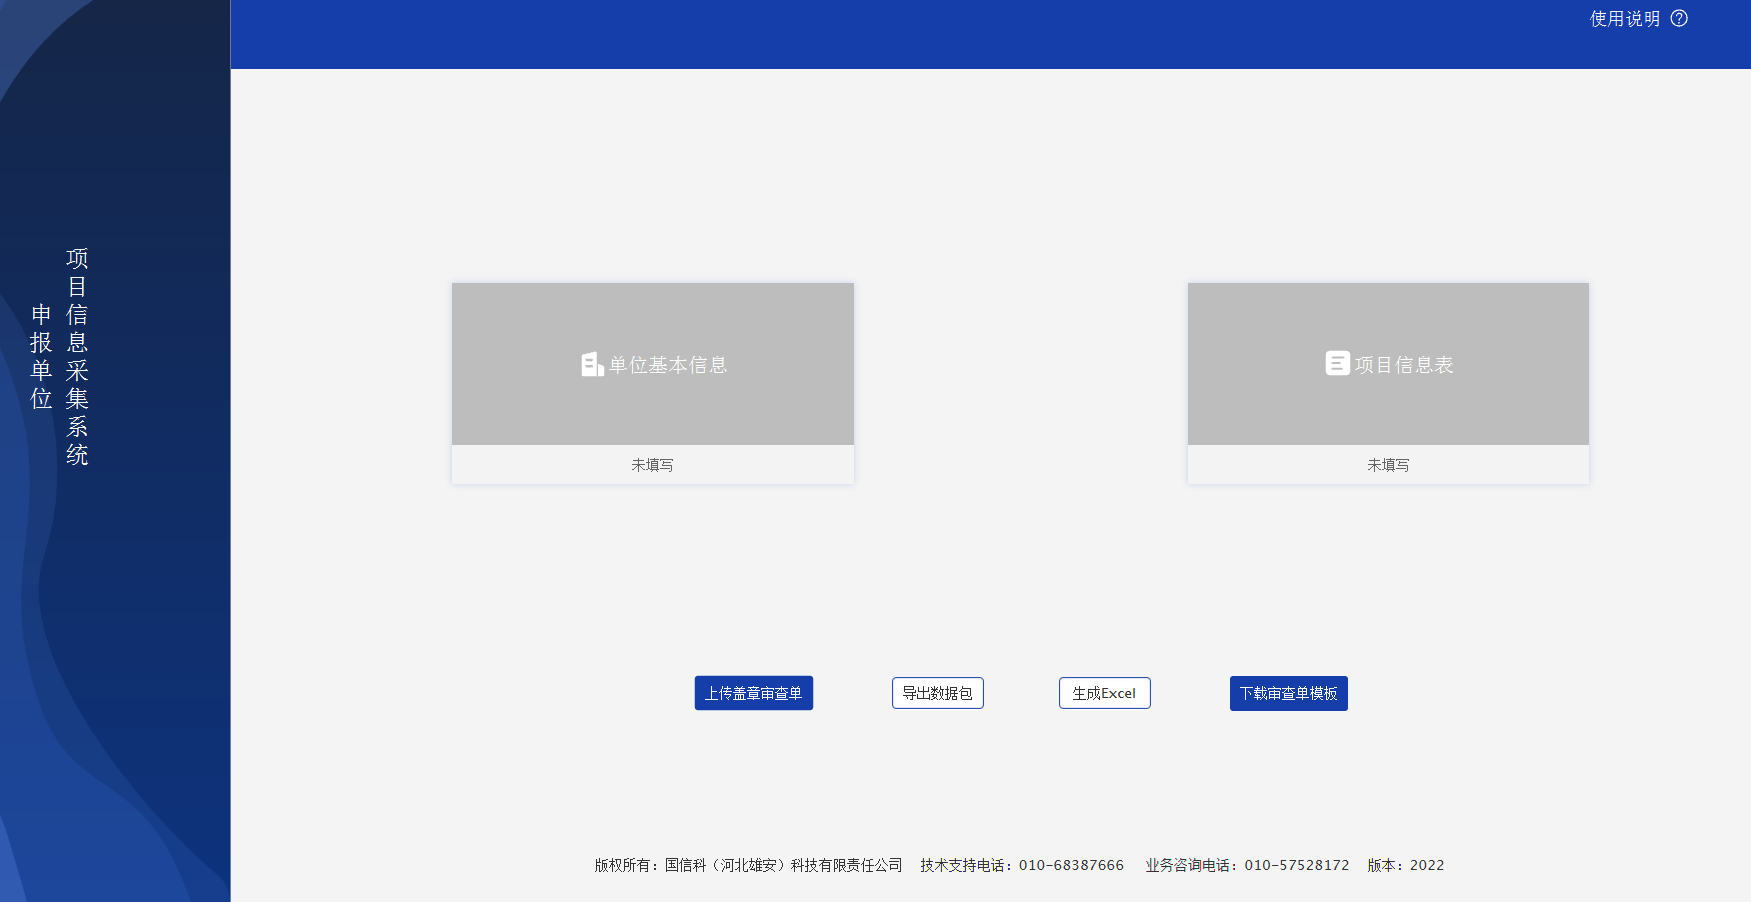 使用说明
项目信息采集系统
申报单位
单位基本信息
未填写
项目信息表
未填写
上传盖章审查单
导出数据包
生成Excel
下载审查单模板
版权所有：国信科（河北雄安）科技有限责任公司 技术支持电话：010-68387666 业务咨询电话：010-57528172 版本：2022